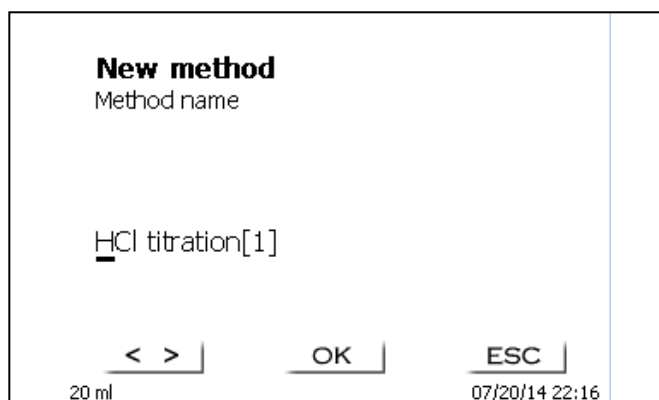 New method
Method name
HCl titration[1]
< > OK ESC
20 ml 07/20/14 22:16